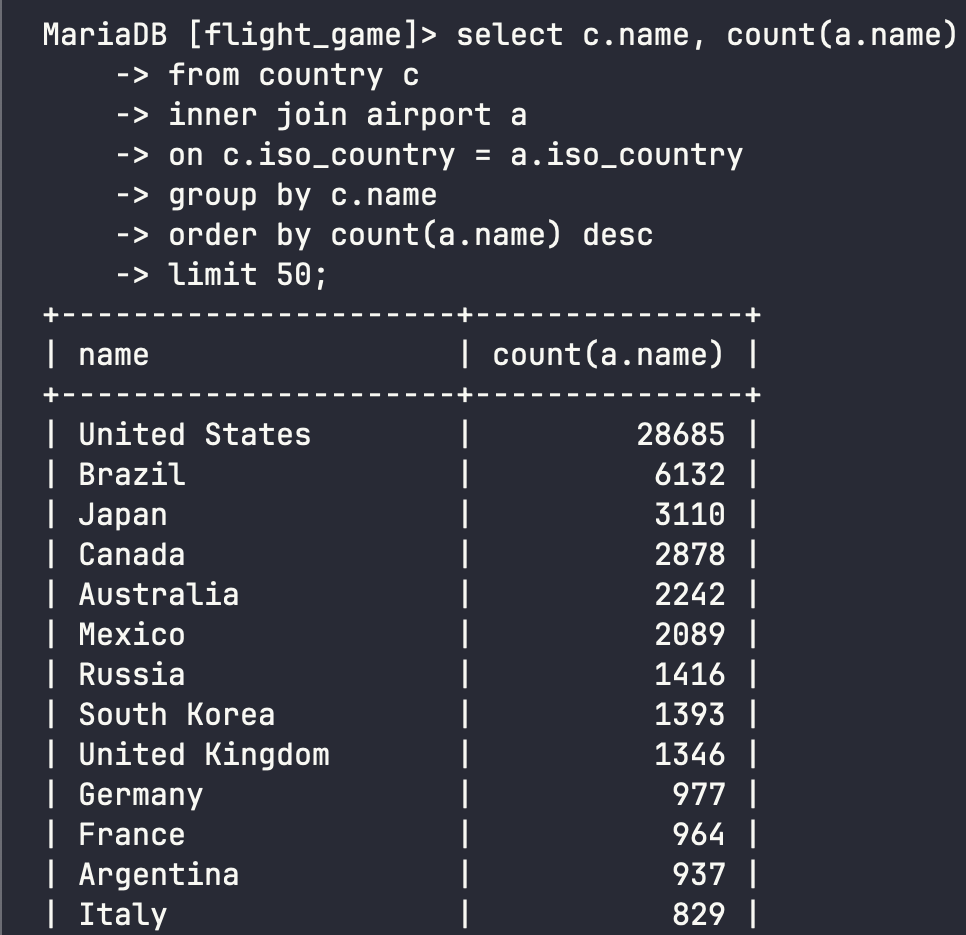 MariaDB [flight_game]> select c.name, count(a.name)
    -> from country c
    -> inner join airport a
    -> on c.iso_country = a.iso_country
    -> group by c.name
    -> order by count(a.name) desc
    -> limit 50;
+----------------------+---------------+
| name                 | count(a.name) |
+----------------------+---------------+
| United States        |         28685 |
| Brazil               |          6132 |
| Japan                |          3110 |
| Canada               |          2878 |
| Australia            |          2242 |
| Mexico               |          2089 |
| Russia               |          1416 |
| South Korea          |          1393 |
| United Kingdom       |          1346 |
| Germany              |           977 |
| France               |           964 |
| Argentina            |           937 |
| Italy                |           829 |